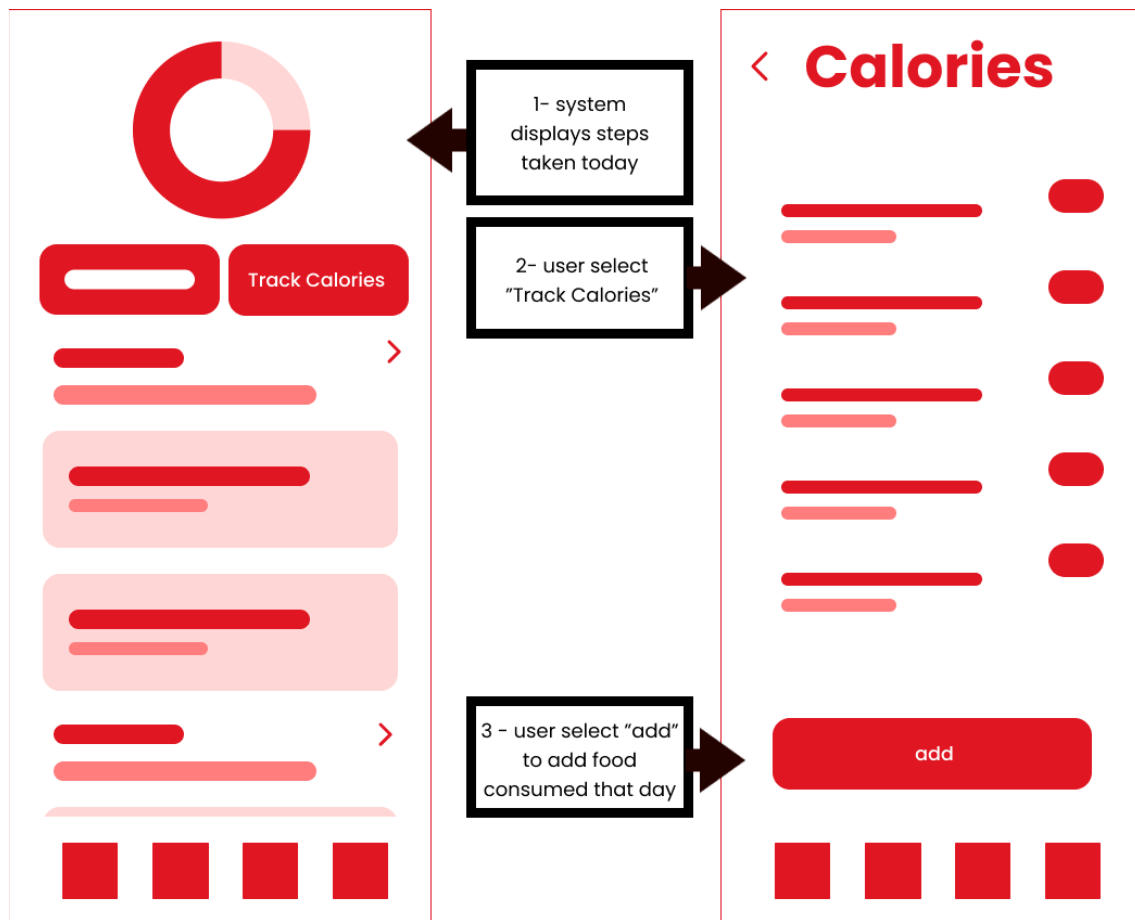 Calories
1- system
displays steps
taken today
2- user select
"Track Calories"
Track Calories
3 - user select “add”
to add food
consumed that day
add